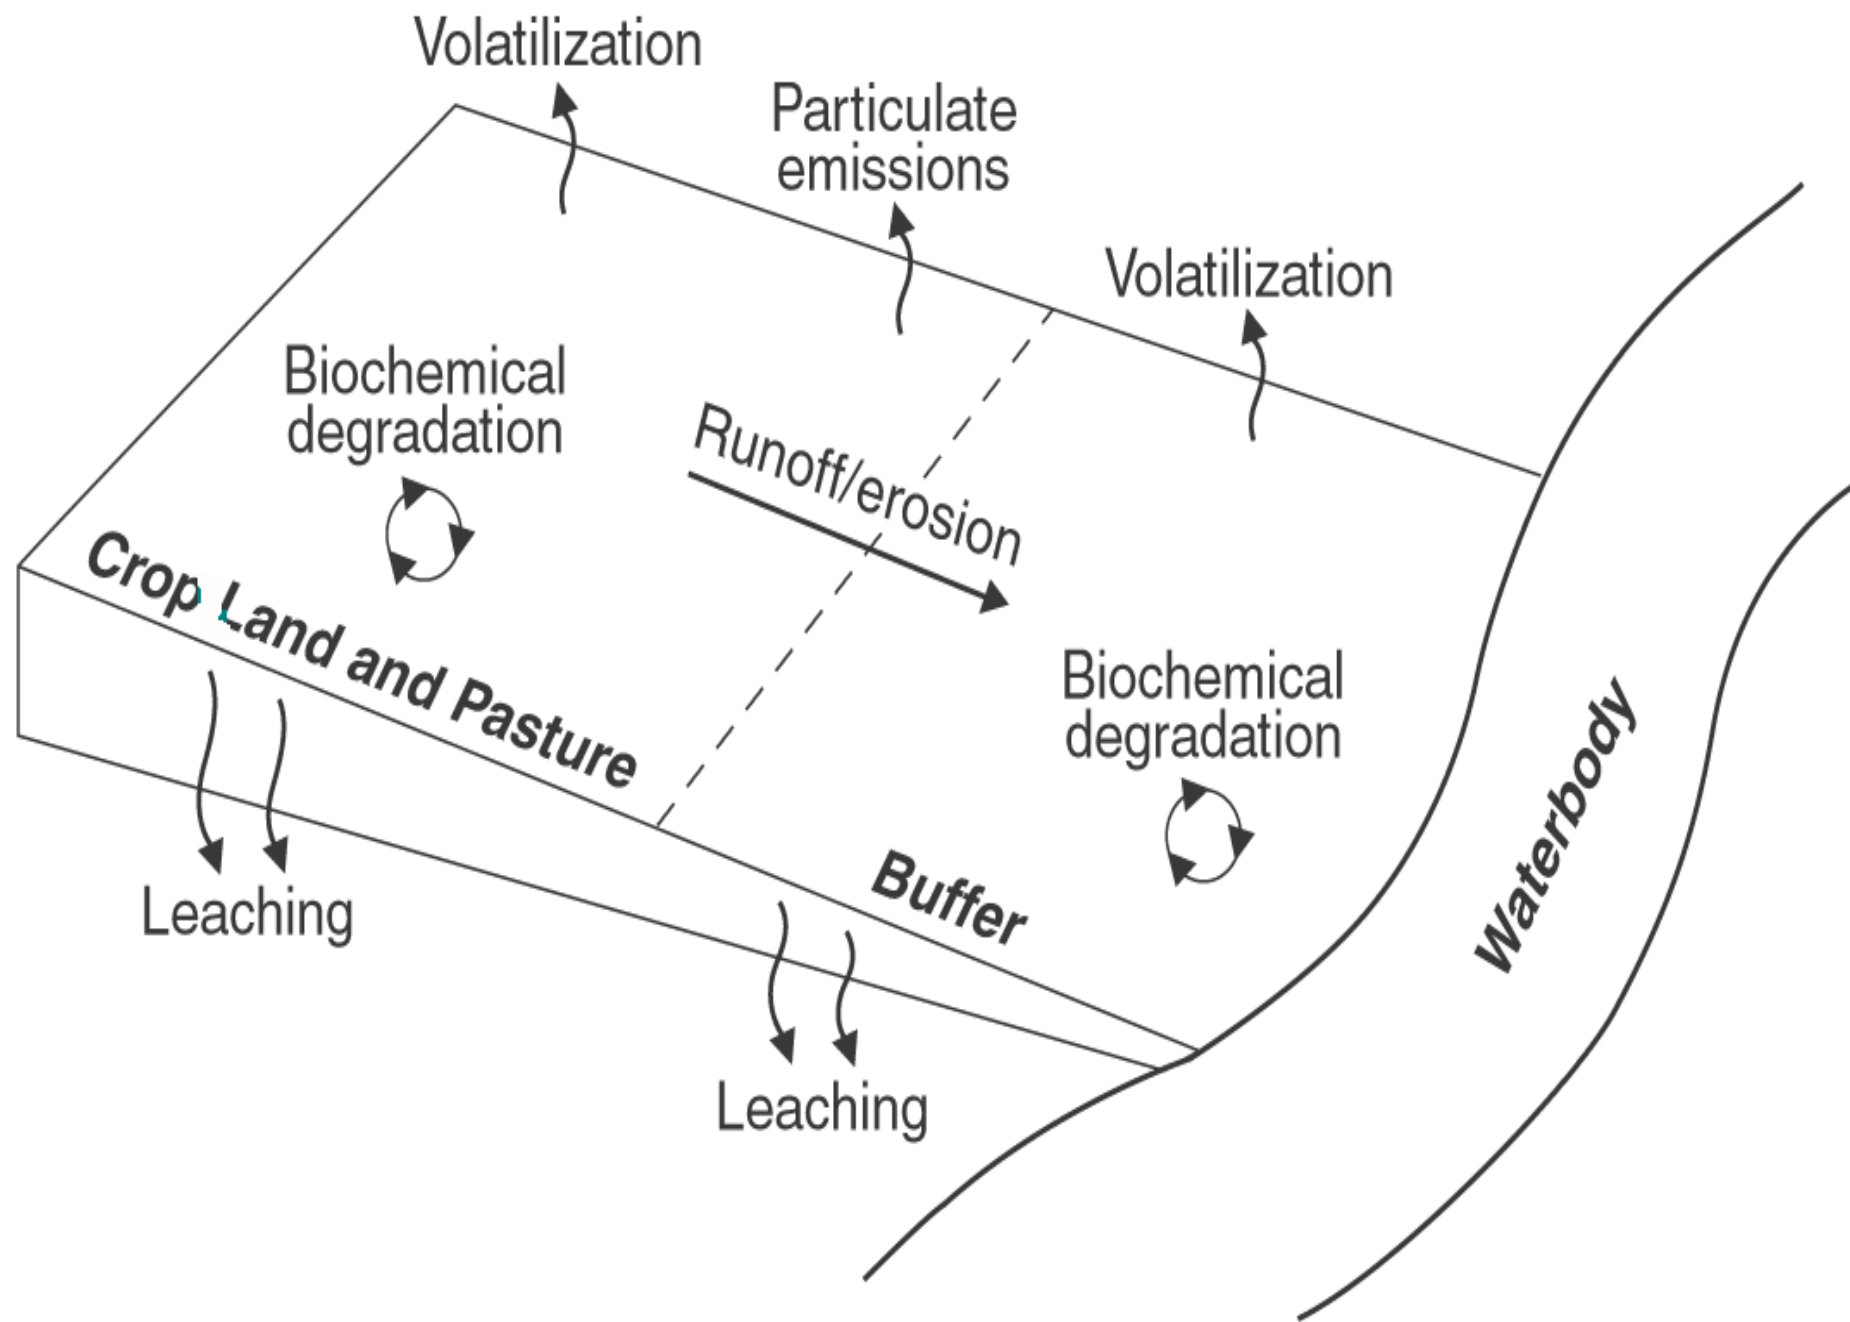 Volatilization
Particulate
emissions
Volatilization
Biochemical
degradation
Runoff/erosion
Crop Land and Pasture
Biochemical
degradation
Waterbody
Buffer
Leaching
Leaching